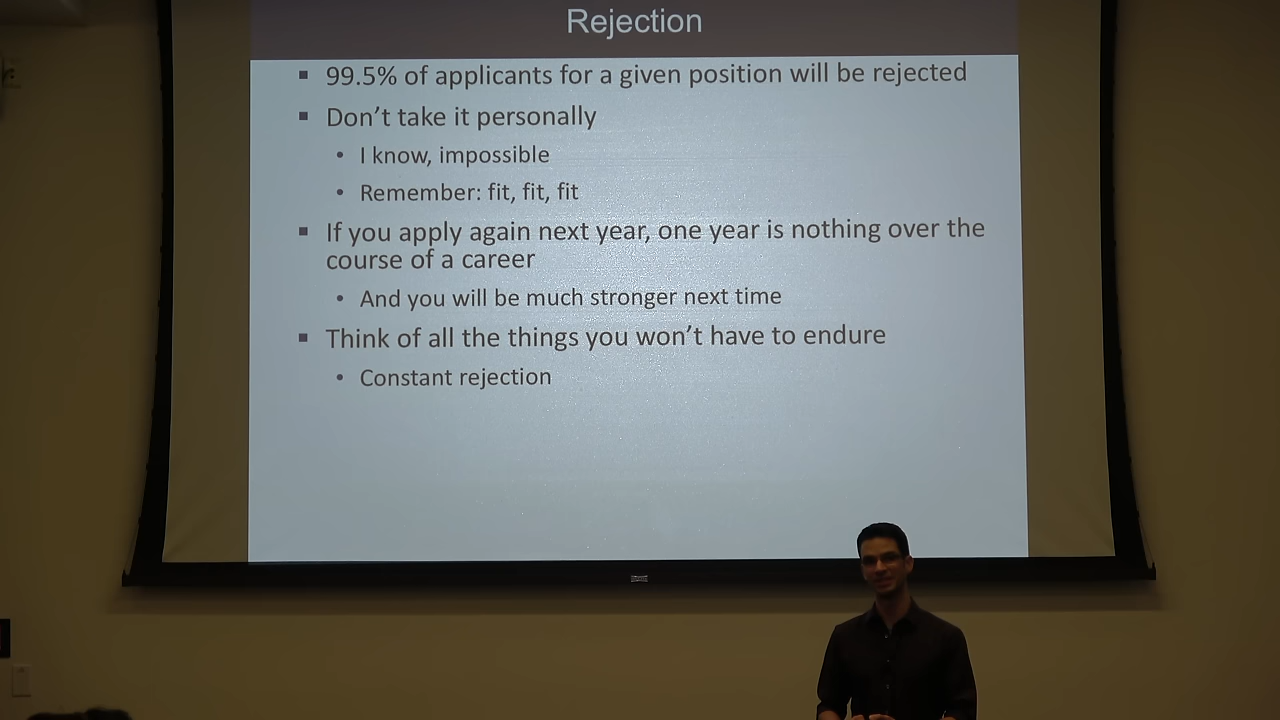 Rejection
▪ 99.5% of applicants for a given position will be rejected
▪ Don't take it personally
• I know, impossible
• Remember: fit, fit, fit
▪ If you apply again next year, one year is nothing over the
course of a career
• And you will be much stronger next time
▪ Think of all the things you won't have to endure
• Constant rejection